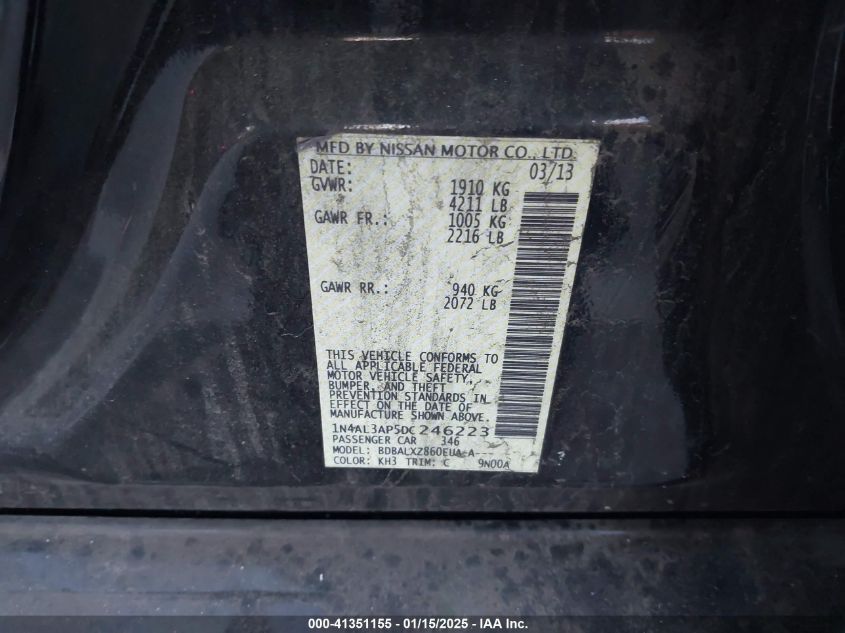 MFD BY NISSAN MOTOR CO., LTD.
DATE: 03/13
GVWR: 1910 KG
4211 LB
GAWR FR.: 1005 KG
2216 LB
GAWR RR.: 940 KG
2072 LB
THIS VEHICLE CONFORMS TO
ALL APPLICABLE FEDERAL
MOTOR VEHICLE SAFETY,
BUMPER, AND THEFT
PREVENTION STANDARDS IN
EFFECT ON THE DATE OF
MANUFACTURE SHOWN ABOVE.
1N4AL3AP5DC246223
PASSENGER CAR 346
MODEL: BDBALXZ860EUA-A---
COLOR: KH3 TRIM: C 9N00A
000-41351155 - 01/15/2025 - IAA Inc.